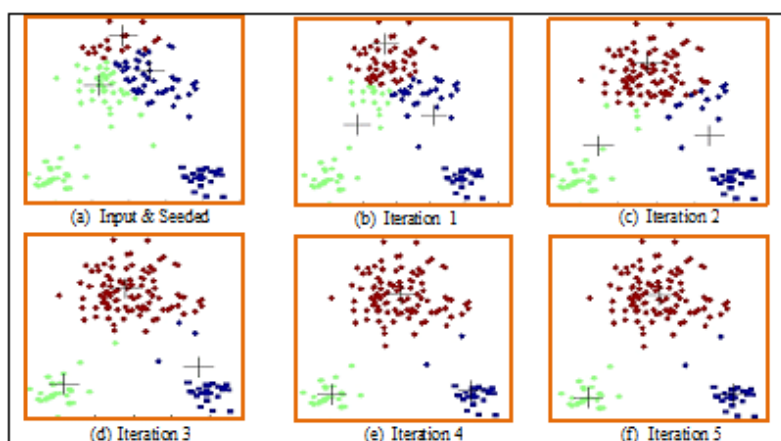 (a) Input & Seeded
(b) Iteration 1
(c) Iteration 2
(d) Iteration 3
(e) Iteration 4
(f) Iteration 5